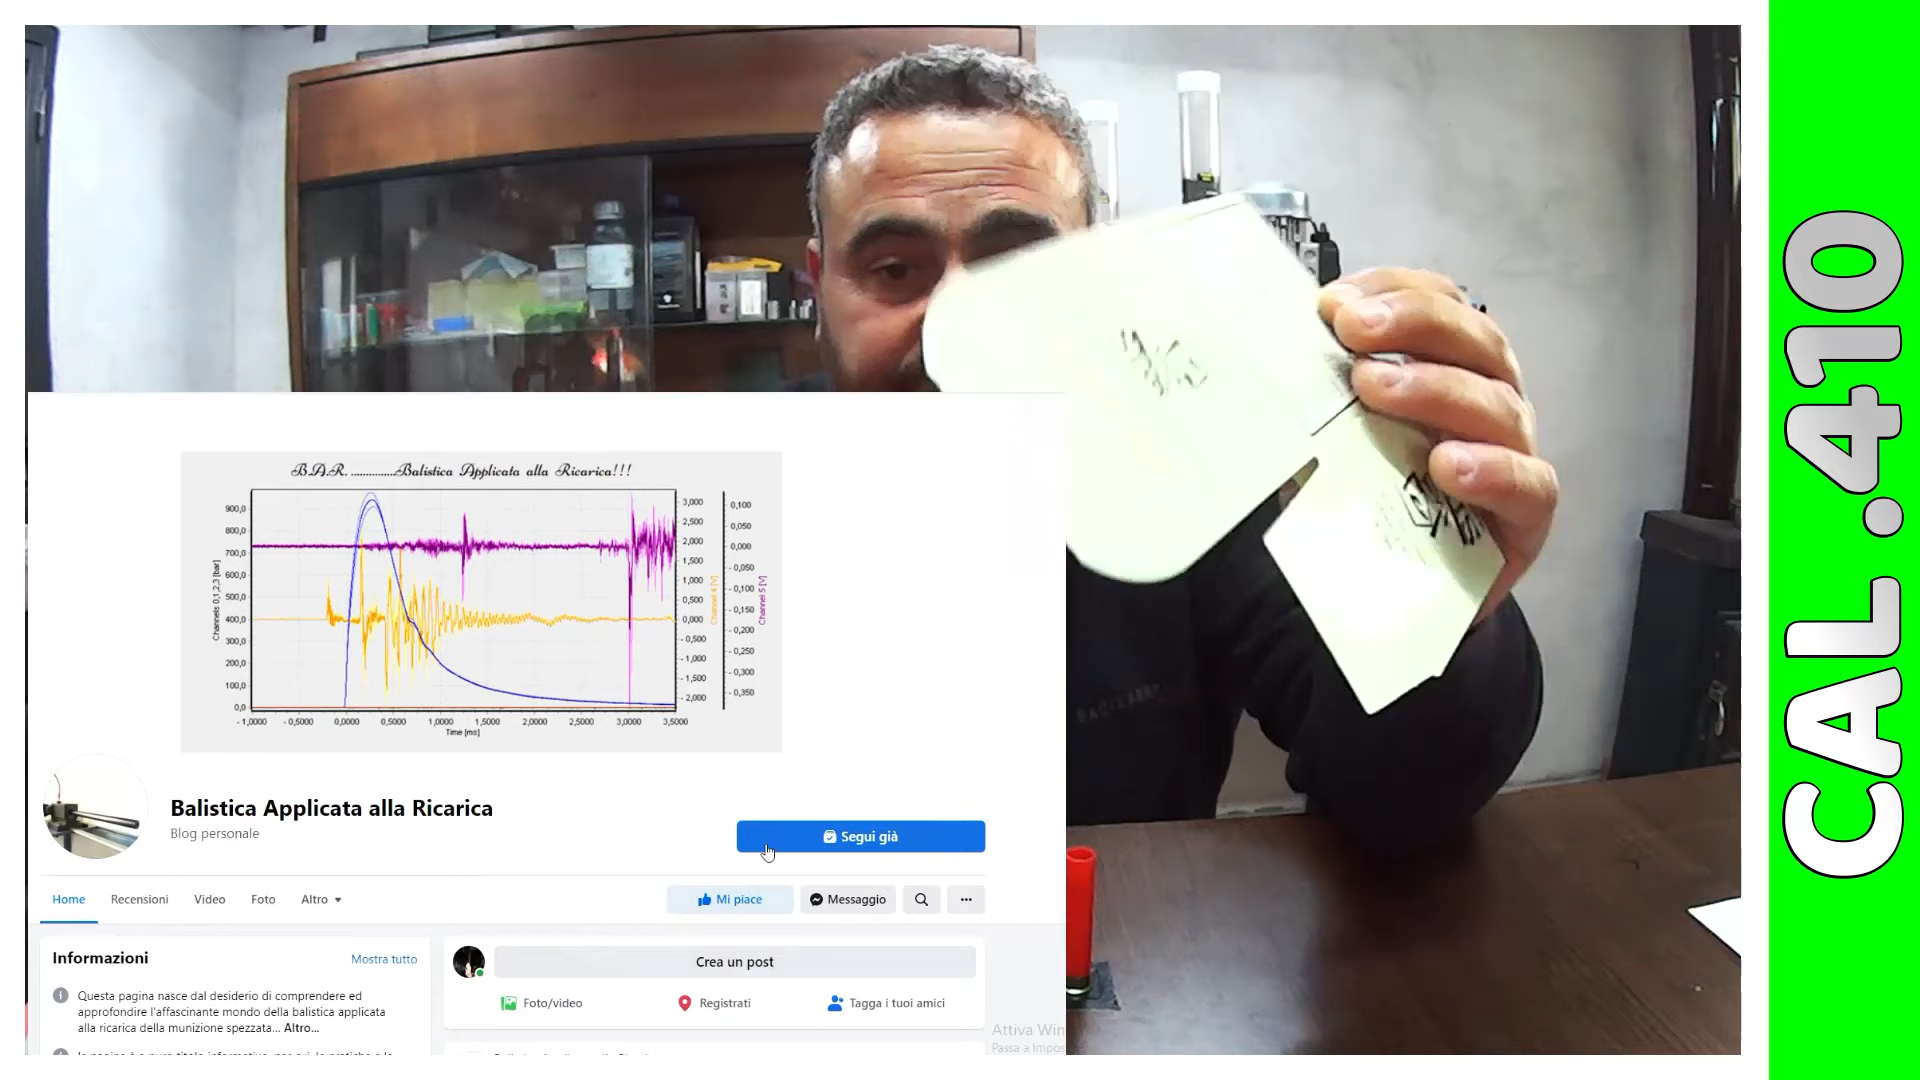 B.A.R. ..............Balistica Applicata alla Ricarica!!!
900,0
800,0
700,0
600,0
500,0
400,0
300,0
200,0
100,0
0,0
Channels 0,1,2,3 [bar]
3,000
2,500
2,000
1,500
1,000
0,500
0,000
- 0,500
- 1,000
- 1,500
- 2,000
Channel 4 [V]
0,100
0,050
0,000
- 0,050
- 0,100
- 0,150
- 0,200
- 0,250
- 0,300
- 0,350
Channel 5 [V]
- 1,0000 - 0,5000 0,0000 0,5000 1,0000 1,5000 2,0000 2,5000 3,0000 3,5000
Time [ms]
Balistica Applicata alla Ricarica
Blog personale
Segui già
Home Recensioni Video Foto Altro
Mi piace Messaggio
Informazioni Mostra tutto
Questa pagina nasce dal desiderio di comprendere ed
approfondire l'affascinante mondo della balistica applicata
alla ricarica della munizione spezzata... Altro...
Crea un post
Foto/video Registrati Tagga i tuoi amici
Attiva Win
Passa a Impos
CAL .410